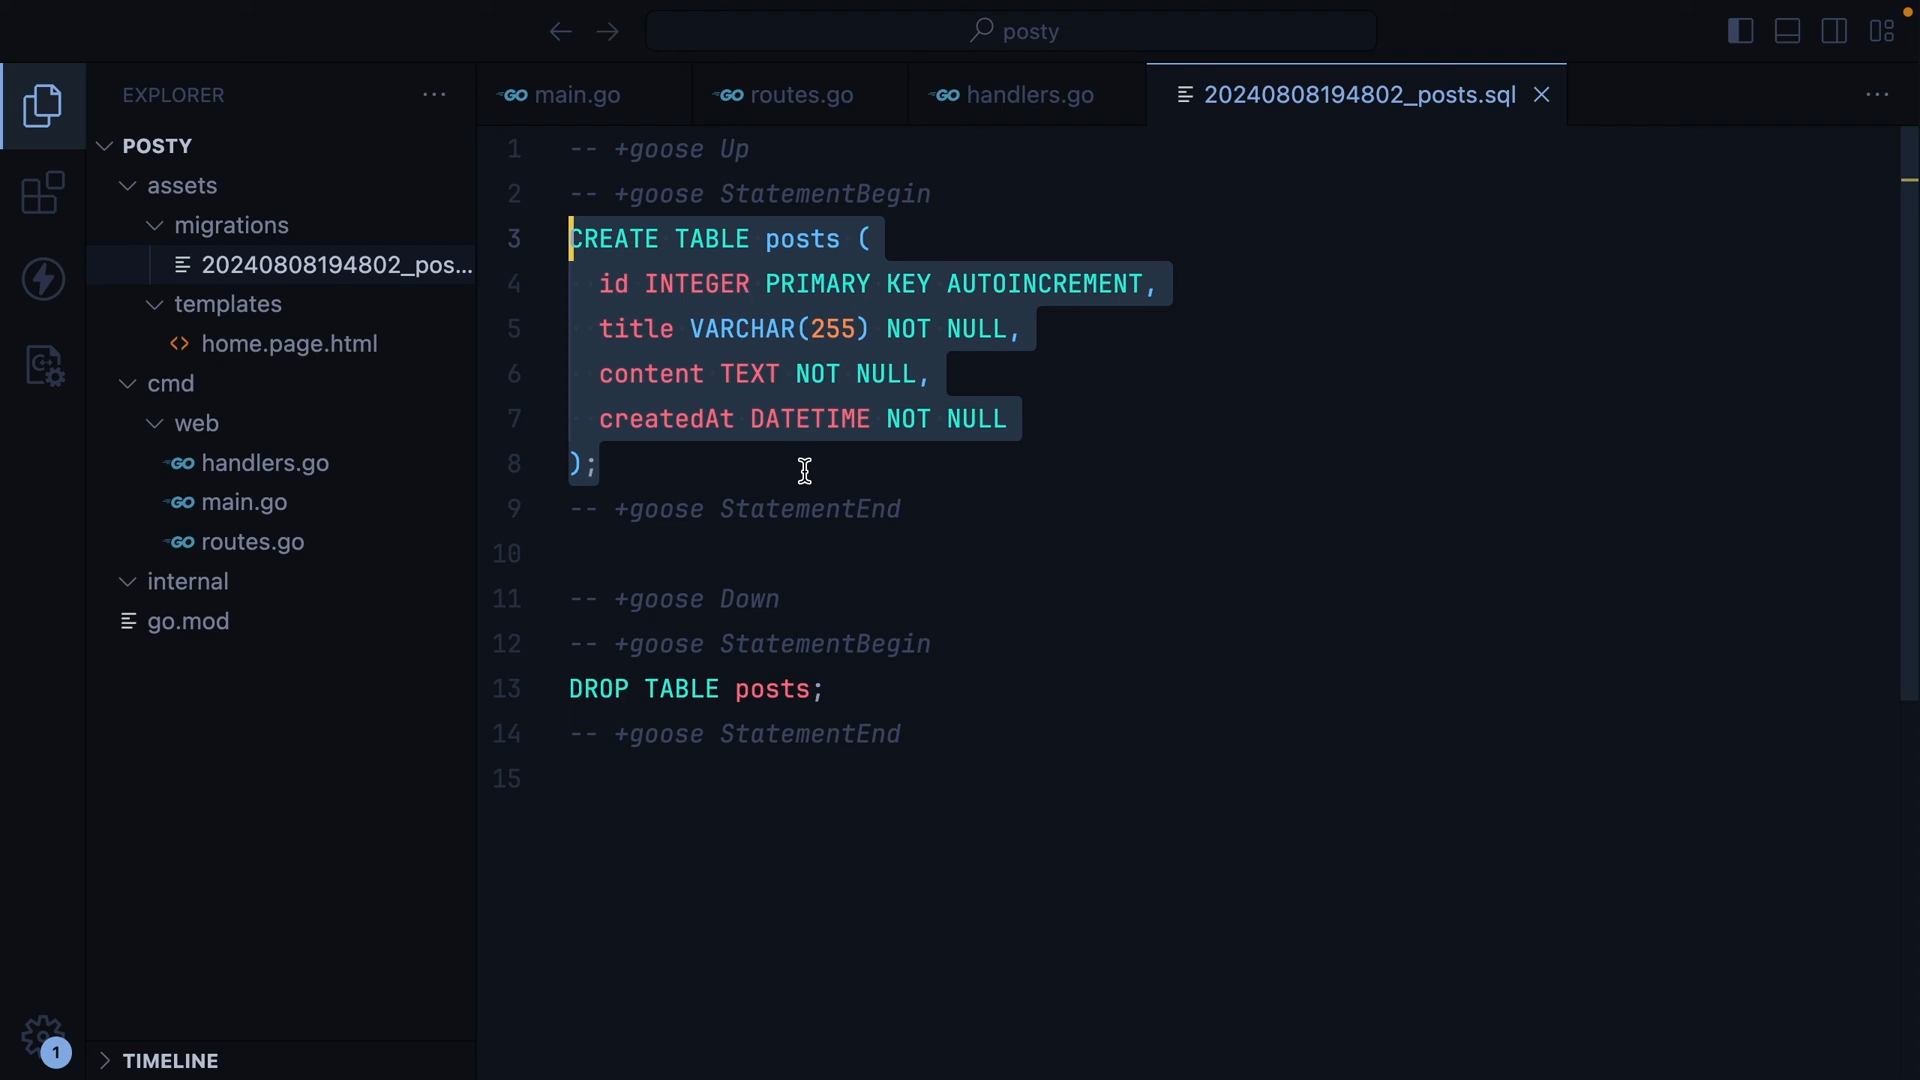 posty
EXPLORER
POSTY
assets
migrations
20240808194802_pos...
templates
home.page.html
cmd
web
handlers.go
main.go
routes.go
internal
go.mod
TIMELINE
1
GO main.go
GO routes.go
GO handlers.go
20240808194802_posts.sql
1 -- +goose Up
2 -- +goose StatementBegin
3 CREATE TABLE posts (
4 id INTEGER PRIMARY KEY AUTOINCREMENT,
5 title VARCHAR(255) NOT NULL,
6 content TEXT NOT NULL,
7 createdAt DATETIME NOT NULL
8 );
9 -- +goose StatementEnd
10
11 -- +goose Down
12 -- +goose StatementBegin
13 DROP TABLE posts;
14 -- +goose StatementEnd
15